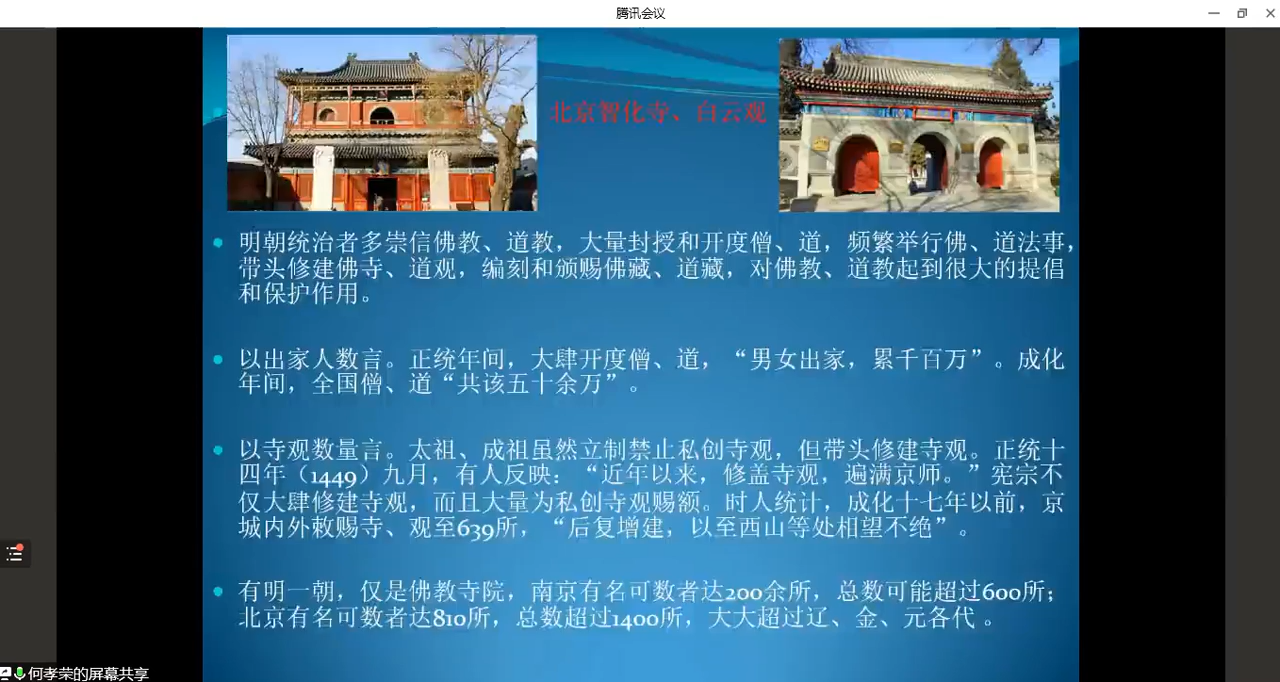 腾讯会议
北京智化寺、白云观
明朝统治者多崇信佛教、道教，大量封授和开度僧、道，频繁举行佛、道法事，
带头修建佛寺、道观，编刻和颁赐佛藏、道藏，对佛教、道教起到很大的提倡
和保护作用。
以出家人数言。正统年间，大肆开度僧、道，“男女出家，累千百万”。成化
年间，全国僧、道“共该五十余万”。
以寺观数量言。太祖、成祖虽然立制禁止私创寺观，但带头修建寺观。正统十
四年（1449）九月，有人反映：“近年以来，修盖寺观，遍满京师。”宪宗不
仅大肆修建寺观，而且大量为私创寺观赐额。时人统计，成化十七年以前，京
城内外敕赐寺、观至639所，“后复增建，以至西山等处相望不绝”。
有明一朝，仅是佛教寺院，南京有名可数者达200余所，总数可能超过600所；
北京有名可数者达810所，总数超过1400所，大大超过辽、金、元各代 。
何孝荣的屏幕共享